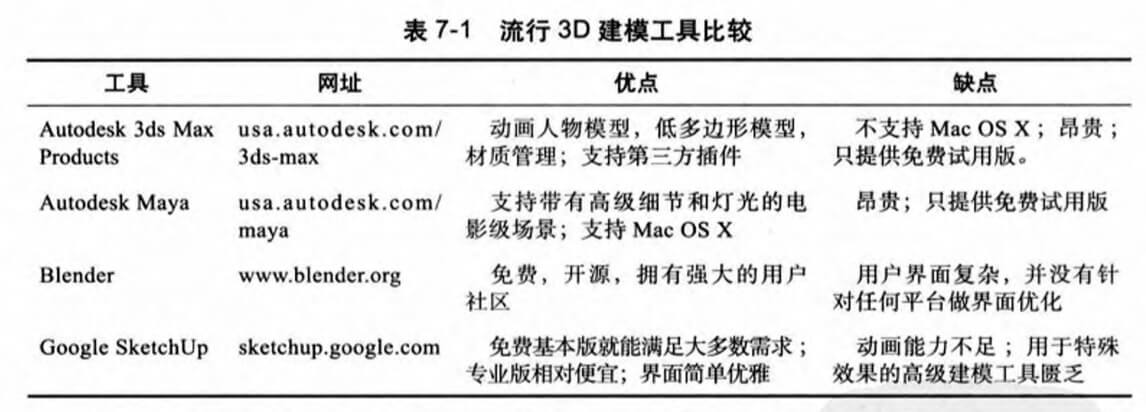 表 7-1 流行 3D 建模工具比较
工具 网址 优点 缺点
Autodesk 3ds Max usa.autodesk.com/ 动画人物模型，低多边形模型， 不支持 Mac OS X；昂贵；
Products 3ds-max 材质管理；支持第三方插件 只提供免费试用版。
Autodesk Maya usa.autodesk.com/ 支持带有高级细节和灯光的电 昂贵；只提供免费试用版
maya 影级场景；支持 Mac OS X
Blender www.blender.org 免费，开源，拥有强大的用户 用户界面复杂，并没有针
社区 对任何平台做界面优化
Google SketchUp sketchup.google.com 免费基本版就能满足大多数需求； 动画能力不足；用于特殊
专业版相对便宜；界面简单优雅 效果的高级建模工具匮乏